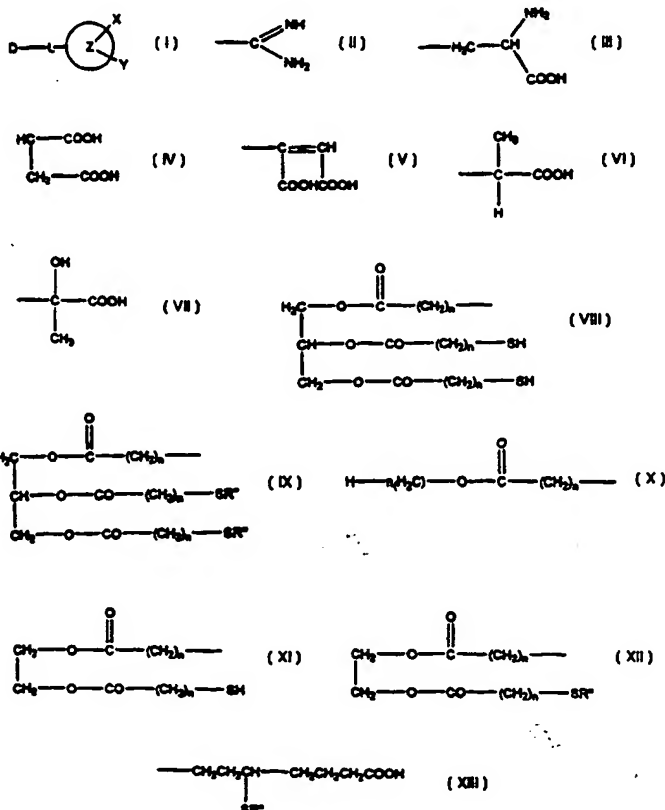 D—L— Z X Y ( I ) NH NH₂ ( II ) —H₂C—CH NH₂ COOH ( III )
HC—COOH CH₂—COOH ( IV ) —C═CH COOH COOH ( V ) CH₃ —C—COOH H ( VI )
OH —C—COOH CH₃ ( VII )
O
H₂C—O—C—(CH₂)n—
CH—O—CO—(CH₂)n—SH ( VIII )
CH₂—O—CO—(CH₂)n—SH
O
C—O—C—(CH₂)n—
CH—O—CO—(CH₂)n—SR" ( IX )
CH₂—O—CO—(CH₂)n—SR"
O
H—n(H₂C)—O—C—(CH₂)n— ( X )
O
CH₂—O—C—(CH₂)n—
CH₂—O—CO—(CH₂)n—SH ( XI )
O
CH₂—O—C—(CH₂)n—
CH₂—O—CO—(CH₂)n—SR" ( XII )
—CH₂CH₂CH—CH₂CH₂CH₂CH₂COOH ( XIII )